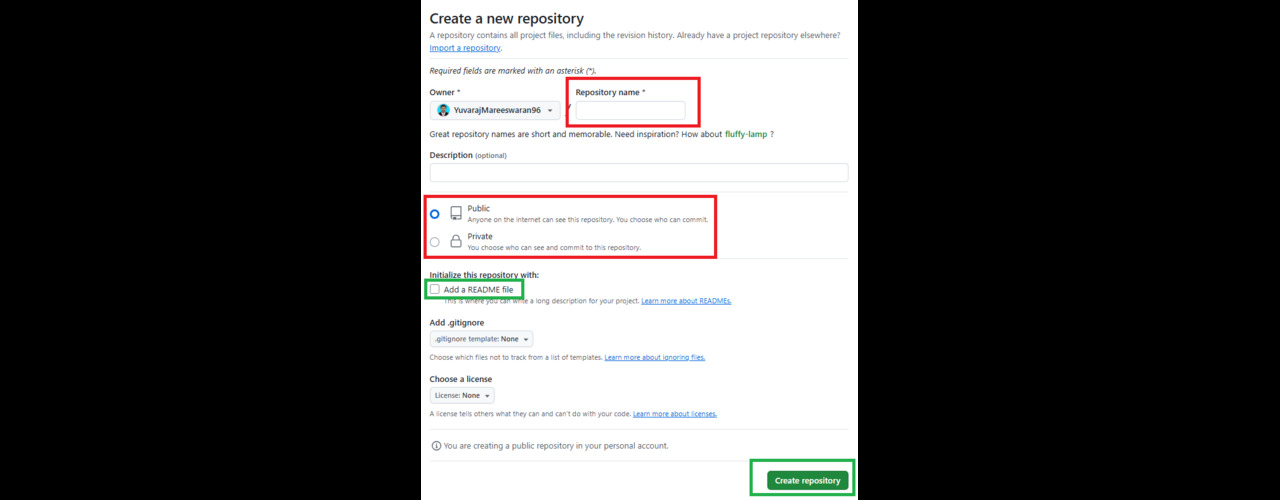 Create a new repository
A repository contains all project files, including the revision history. Already have a project repository elsewhere?
Import a repository.
Required fields are marked with an asterisk (*).
Owner * Repository name *
YuvarajMareeswaran96 /
Great repository names are short and memorable. Need inspiration? How about fluffy-lamp ?
Description (optional)
Public
Anyone on the internet can see this repository. You choose who can commit.
Private
You choose who can see and commit to this repository.
Initialize this repository with:
Add a README file
This is where you can write a long description for your project. Learn more about READMEs.
Add .gitignore
.gitignore template: None
Choose which files not to track from a list of templates. Learn more about ignoring files.
Choose a license
License: None
A license tells others what they can and can't do with your code. Learn more about licenses.
You are creating a public repository in your personal account.
Create repository